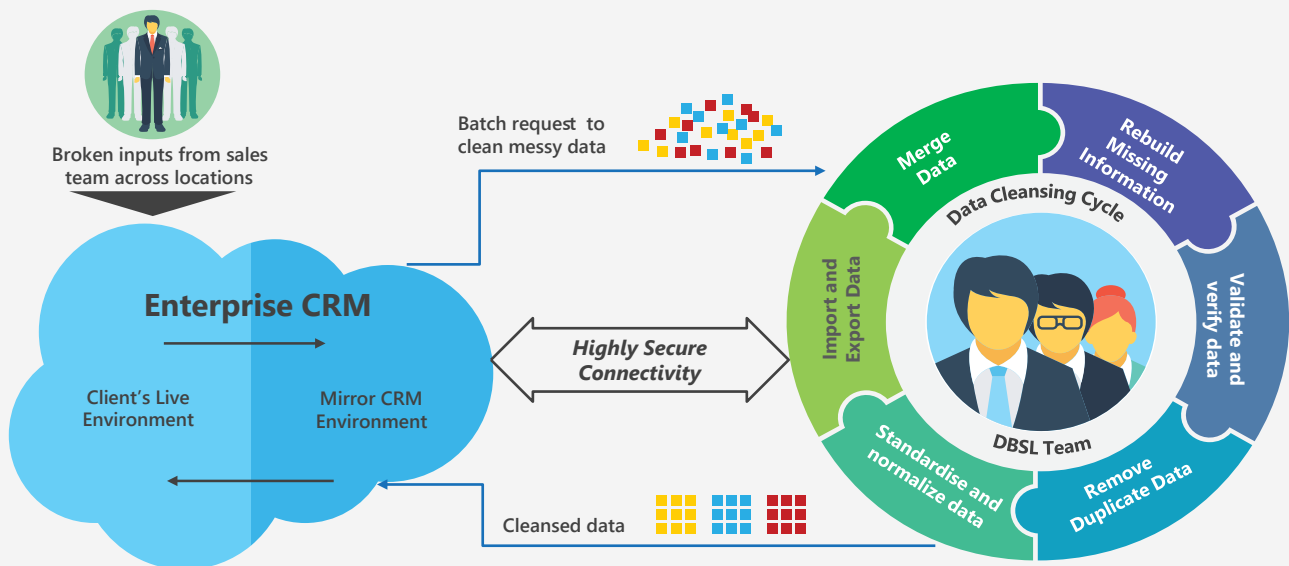 Broken inputs from sales
team across locations
Enterprise CRM
Client's Live
Environment
Mirror CRM
Environment
Batch request to
clean messy data
Highly Secure
Connectivity
Cleansed data
Data Cleansing Cycle
DBSL Team
Merge
Data
Rebuild
Missing
Information
Validate and
verify data
Remove
Duplicate Data
Standardise and
normalize data
Import and
Export Data